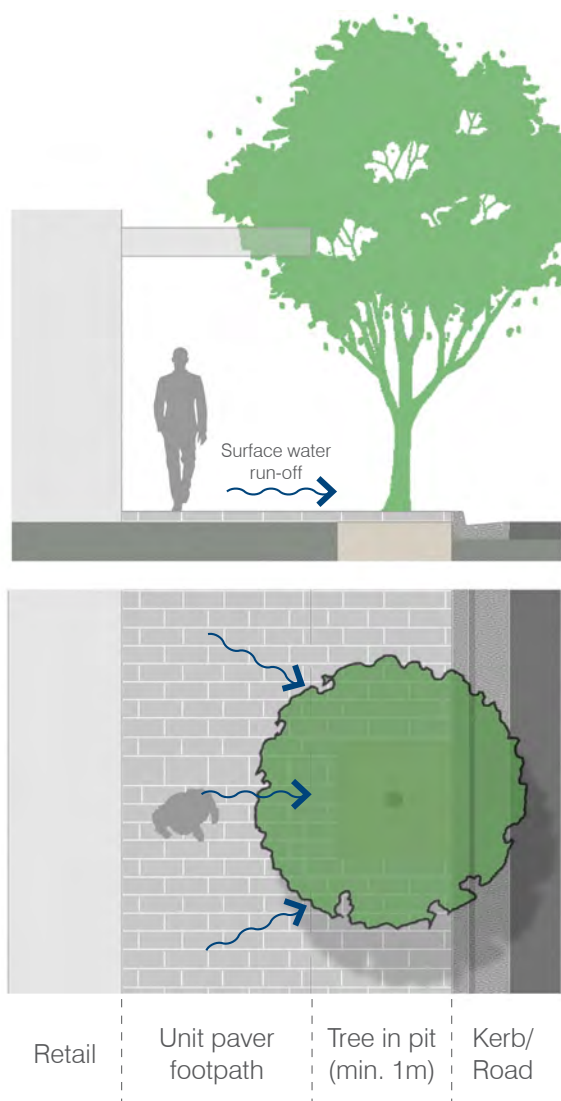 Surface water
run-off
Retail
Unit paver
footpath
Tree in pit
(min. 1m)
Kerb/
Road